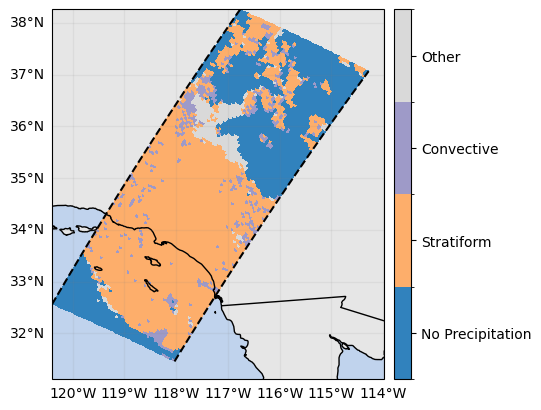 38°N
37°N
36°N
35°N
34°N
33°N
32°N
120°W 119°W 118°W 117°W 116°W 115°W 114°W
Other
Convective
Stratiform
No Precipitation